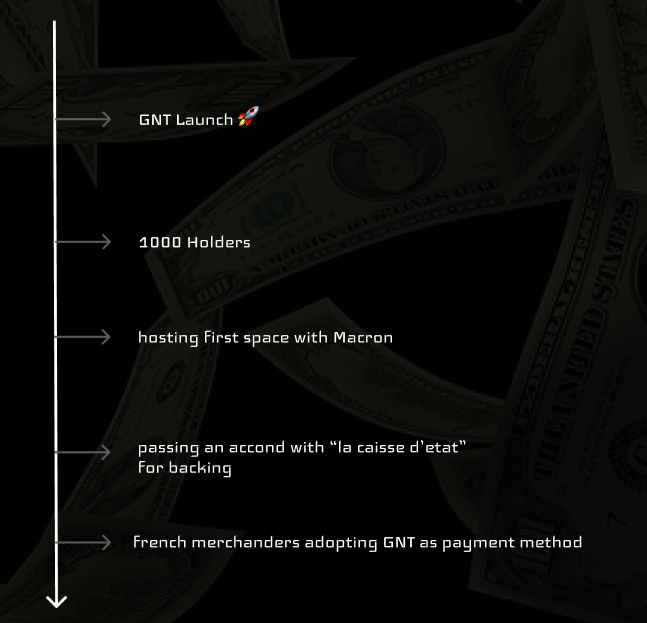 GNT Launch 🚀
1000 Holders
hosting First space with Macron
passing an accond with “la caisse d’etat”
For backing
French merchanders adopting GNT as payment method